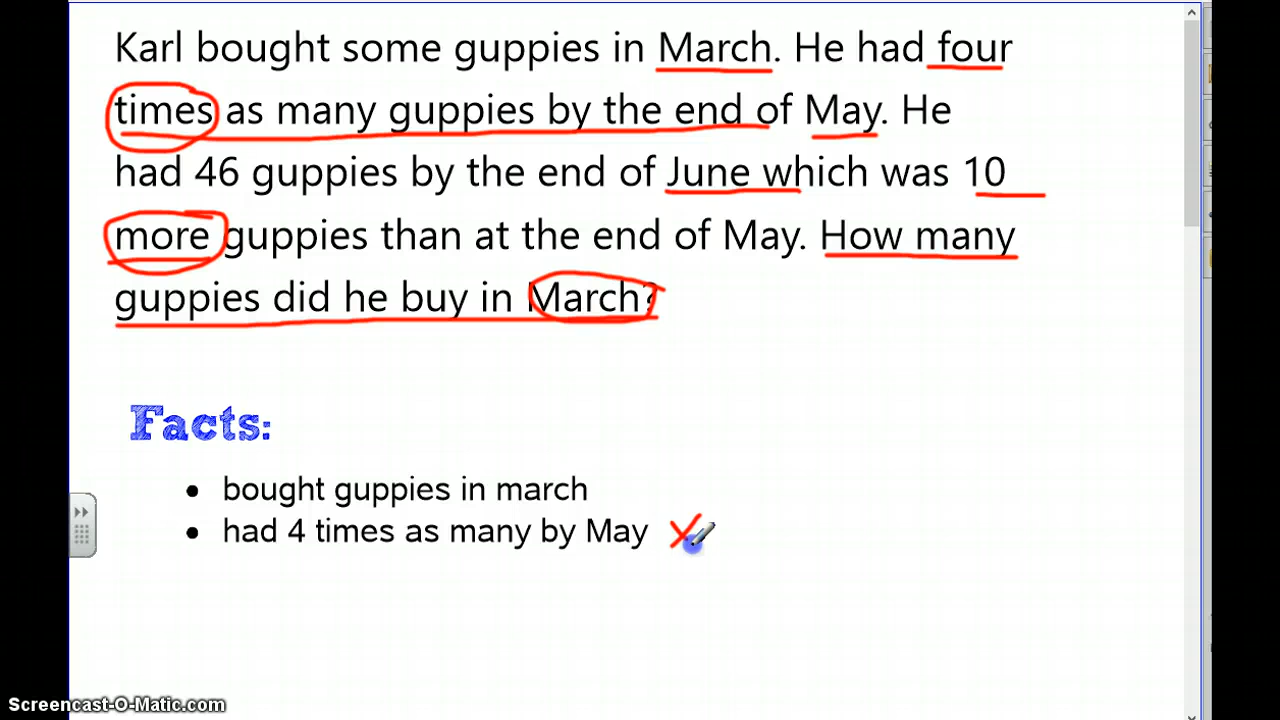 Karl bought some guppies in March. He had four
times as many guppies by the end of May. He
had 46 guppies by the end of June which was 10
more guppies than at the end of May. How many
guppies did he buy in March?
Facts:
• bought guppies in march
• had 4 times as many by May X
Screencast-O-Matic.com